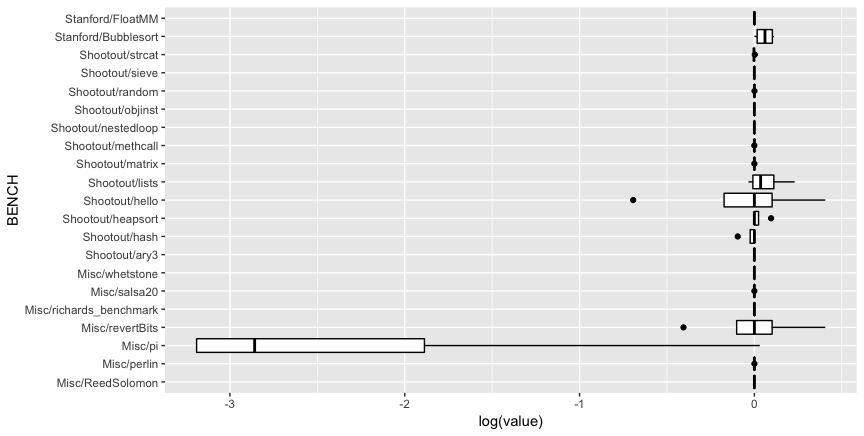 Stanford/FloatMM
Stanford/Bubblesort
Shootout/strcat
Shootout/sieve
Shootout/random
Shootout/objinst
Shootout/nestedloop
Shootout/methcall
Shootout/matrix
Shootout/lists
Shootout/hello
Shootout/heapsort
Shootout/hash
Shootout/ary3
Misc/whetstone
Misc/salsa20
Misc/richards_benchmark
Misc/revertBits
Misc/pi
Misc/perlin
Misc/ReedSolomon
BENCH
-3 -2 -1 0
log(value)